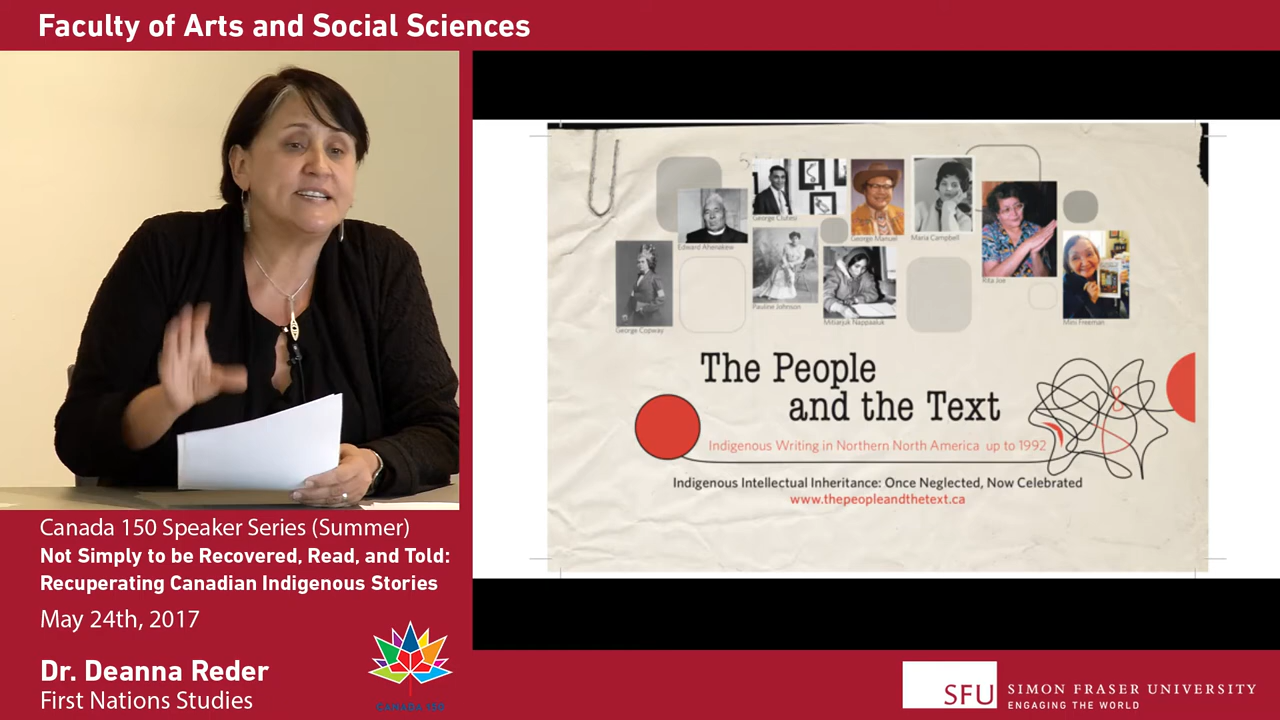 Faculty of Arts and Social Sciences
George Copway
Edward Ahenakew
George Clutesi
Pauline Johnson
George Manuel
Mitiarjuk Nappaaluk
Maria Campbell
Rita Joe
Mini Freeman
The People
and the Text
Indigenous Writing in Northern North America up to 1992
Indigenous Intellectual Inheritance: Once Neglected, Now Celebrated
www.thepeopleandthetext.ca
Canada 150 Speaker Series (Summer)
Not Simply to be Recovered, Read, and Told:
Recuperating Canadian Indigenous Stories
May 24th, 2017
Dr. Deanna Reder
First Nations Studies
CANADA 150
SFU
SIMON FRASER UNIVERSITY
ENGAGING THE WORLD